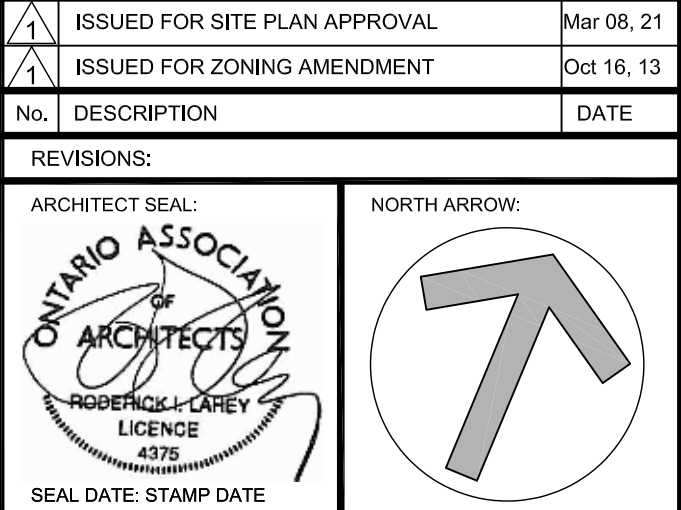 1 ISSUED FOR SITE PLAN APPROVAL Mar 08, 21
1 ISSUED FOR ZONING AMENDMENT Oct 16, 13
No. DESCRIPTION DATE
REVISIONS:
ARCHITECT SEAL:
ONTARIO ASSOCIATION
OF
ARCHITECTS
RODERICK I. LAHEY
LICENCE
4375
SEAL DATE: STAMP DATE
NORTH ARROW: